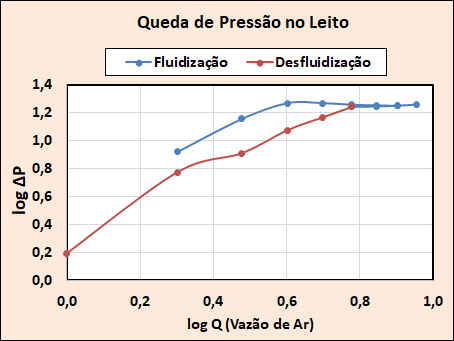 Queda de Pressão no Leito
Fluidização Desfluidização
1,4
1,2
1,0
0,8
0,6
0,4
0,2
0,0
log ΔP
0,0 0,2 0,4 0,6 0,8 1,0
log Q (Vazão de Ar)